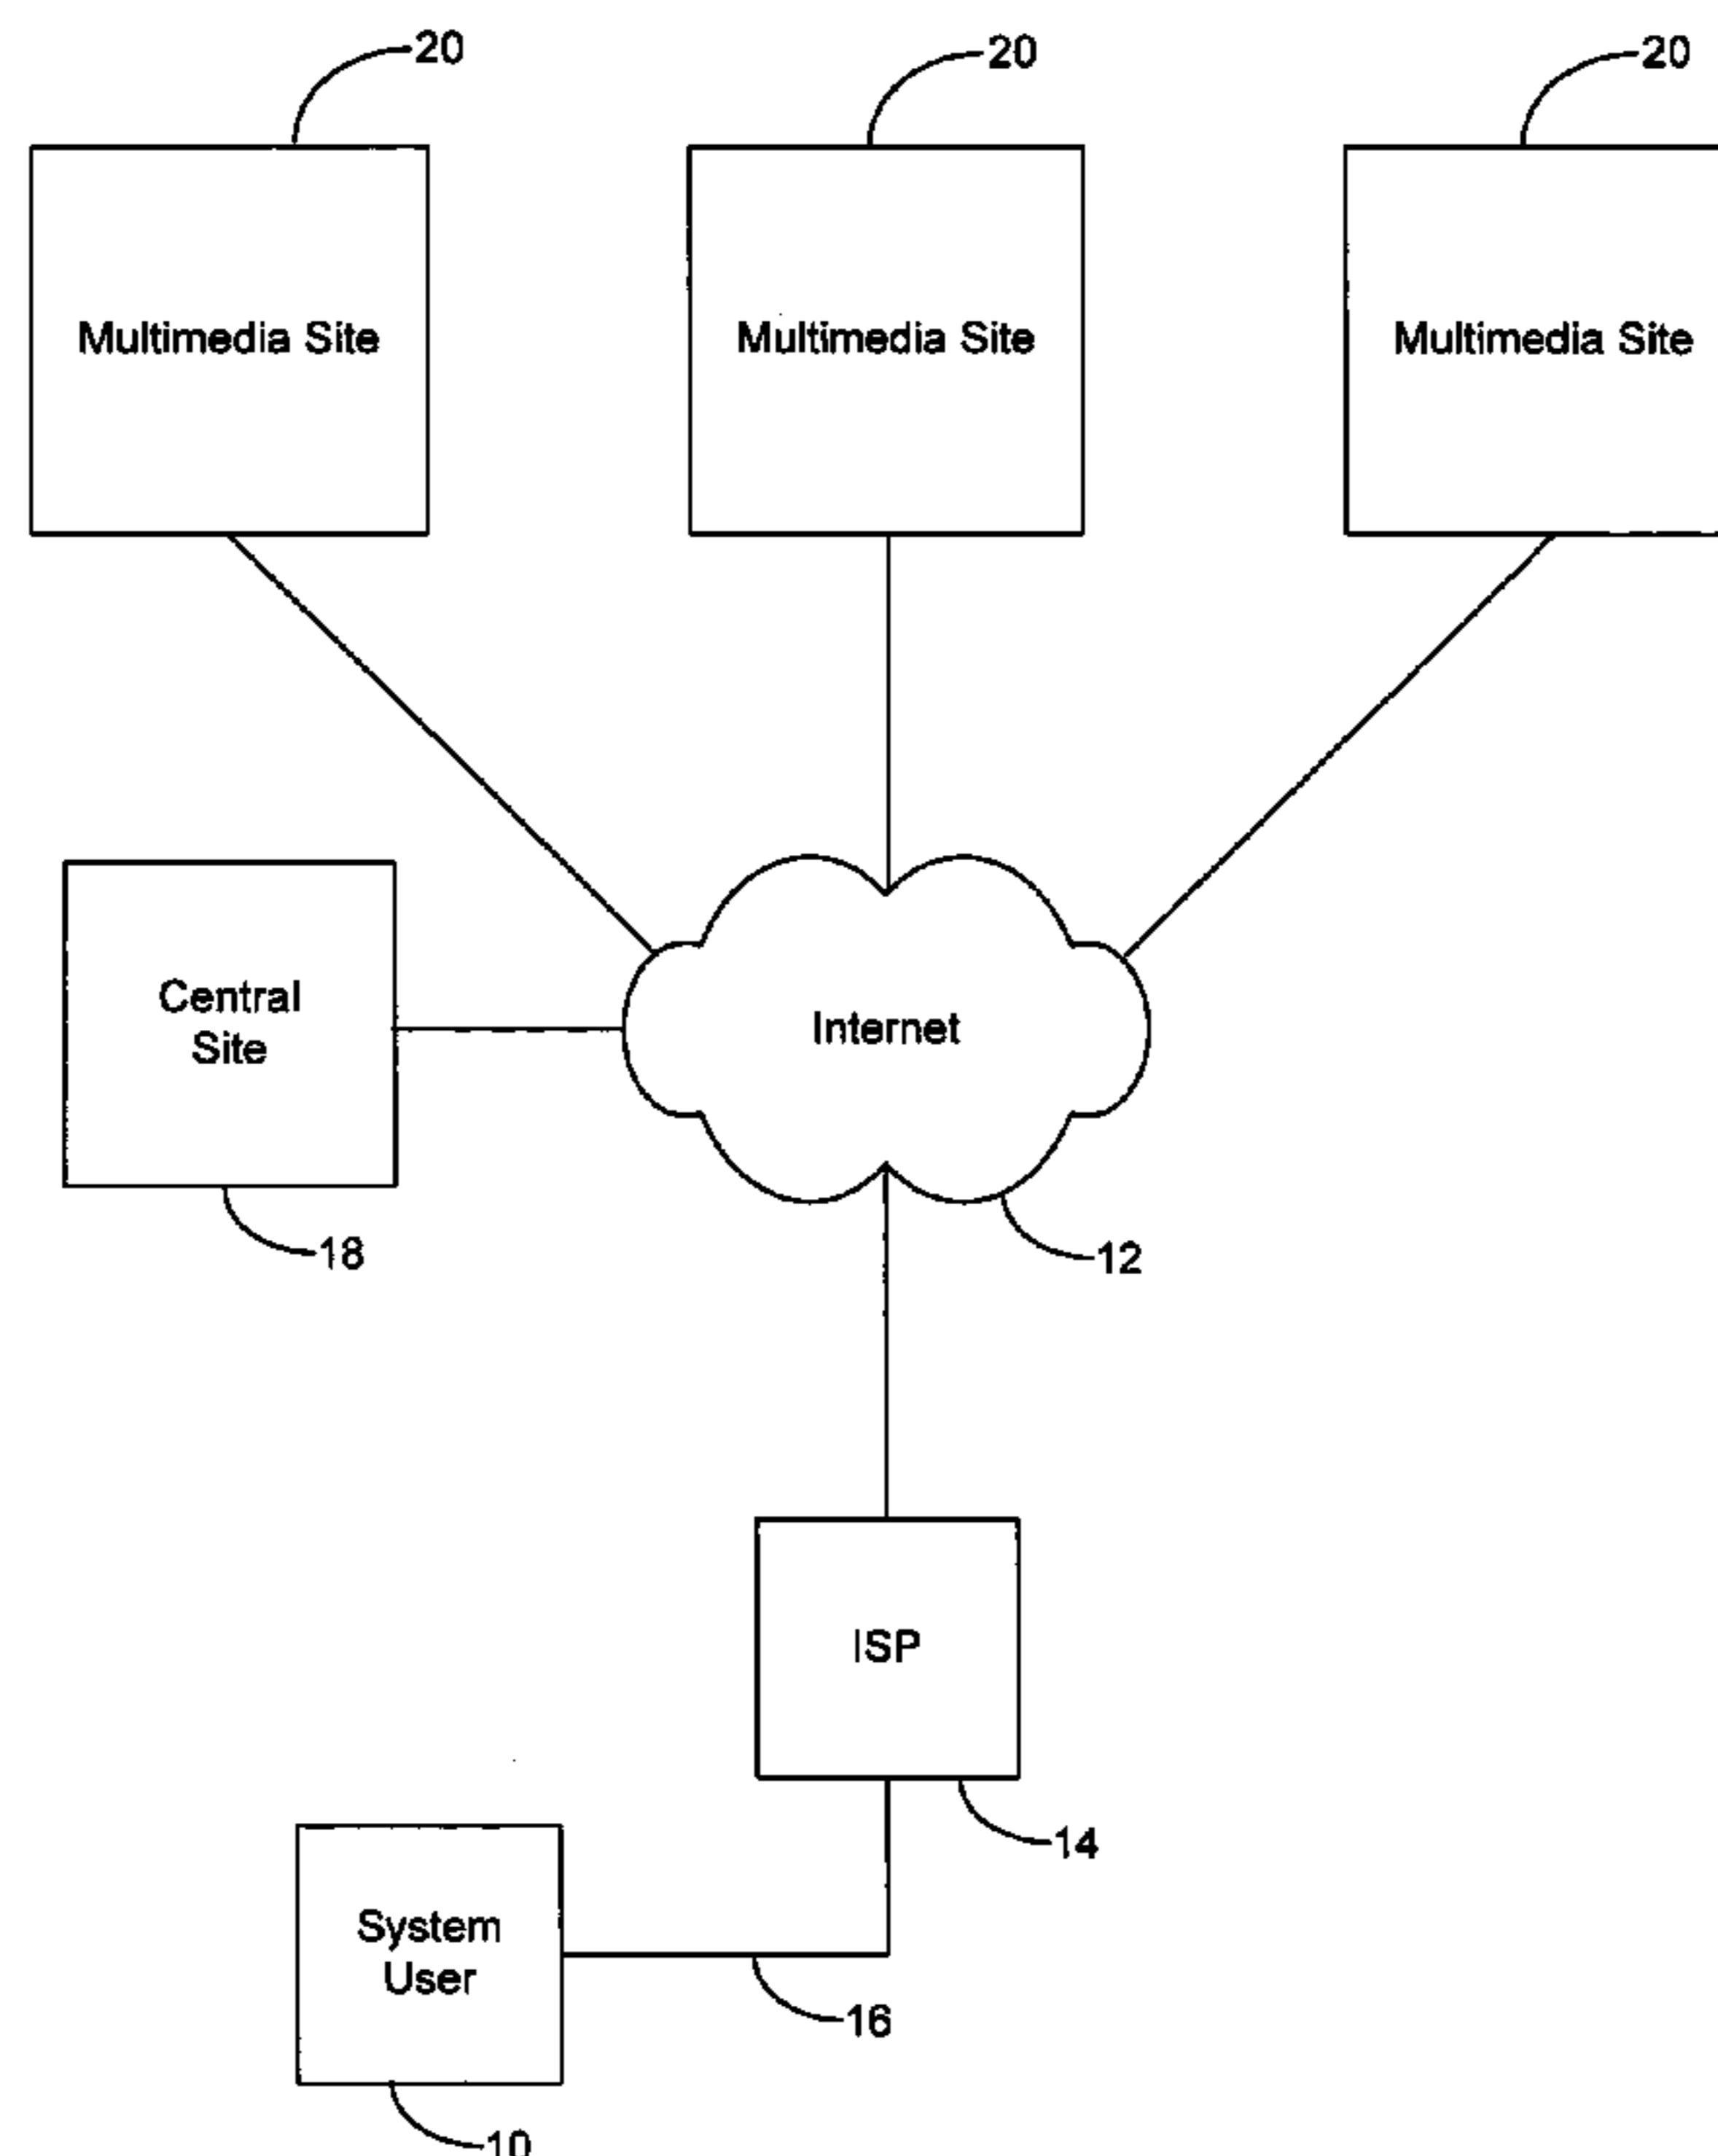 20
20
20
Multimedia Site
Multimedia Site
Multimedia Site
Central
Site
Internet
18
12
ISP
14
System
User
16
10